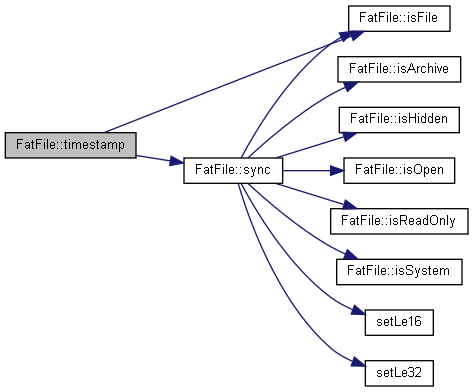 FatFile::timestamp
FatFile::sync
FatFile::isFile
FatFile::isArchive
FatFile::isHidden
FatFile::isOpen
FatFile::isReadOnly
FatFile::isSystem
setLe16
setLe32